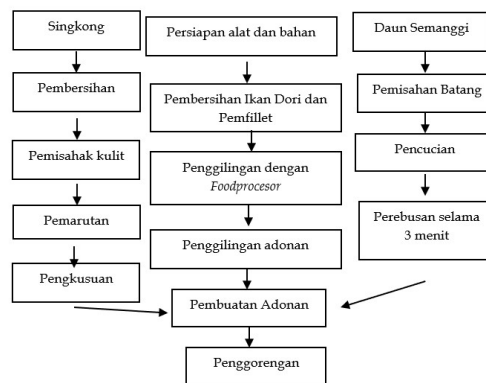 Singkong
Pembersihan
Pemisahak kulit
Pemarutan
Pengkusuan
Persiapan alat dan bahan
Pembersihan Ikan Dori dan
Pemfillet
Penggilingan dengan
Foodprocesor
Penggilingan adonan
Daun Semanggi
Pemisahan Batang
Pencucian
Perebusan selama
3 menit
Pembuatan Adonan
Penggorengan